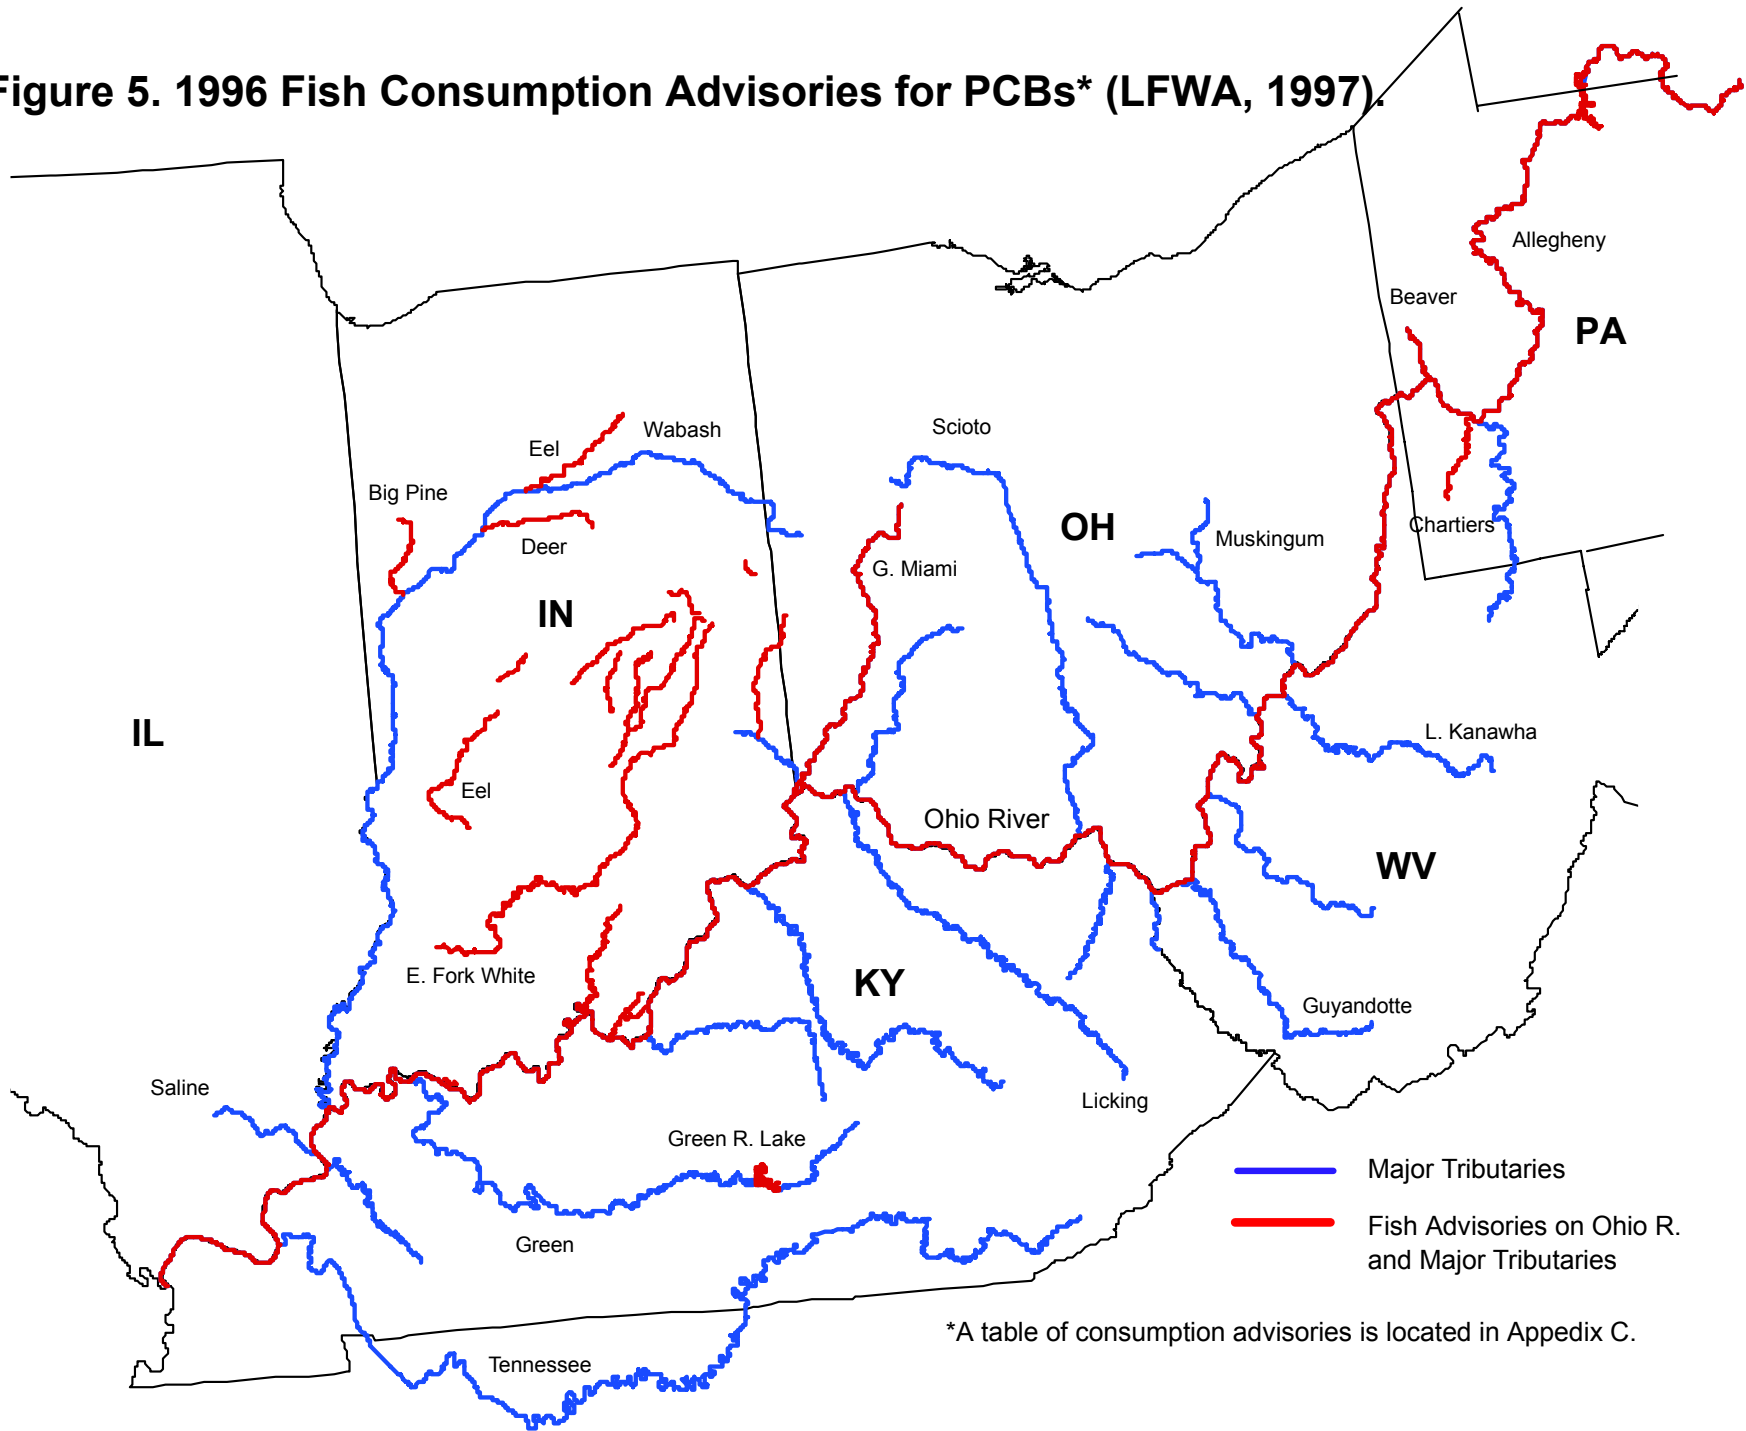 Figure 5. 1996 Fish Consumption Advisories for PCBs* (LFWA, 1997).
Allegheny
Beaver
PA
Wabash
Scioto
Eel
Big Pine
Chartiers
OH
Muskingum
Deer
G. Miami
IN
IL
L. Kanawha
Eel
Ohio River
WV
E. Fork White
KY
Guyandotte
Saline
Licking
Green R. Lake
Major Tributaries
Green
Fish Advisories on Ohio R.
and Major Tributaries
*A table of consumption advisories is located in Appedix C.
Tennessee